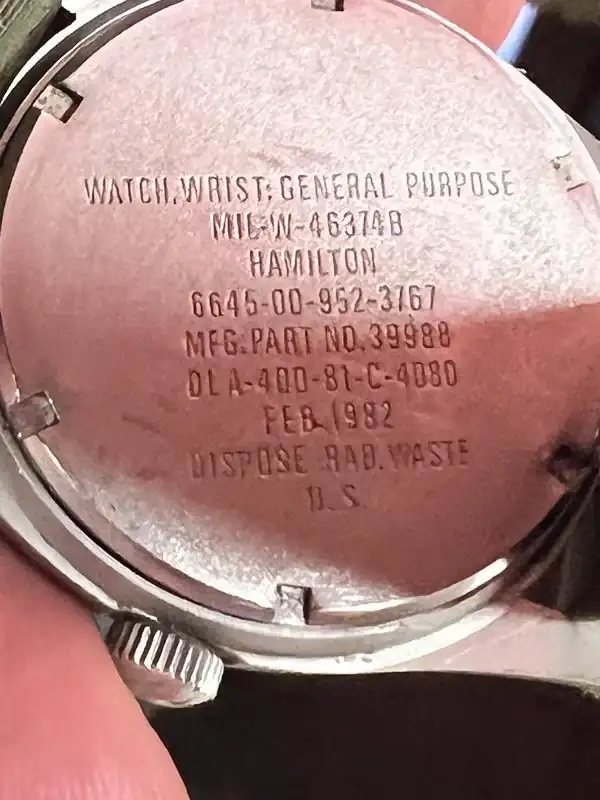 WATCH, WRIST: GENERAL PURPOSE
MIL-W-46374B
HAMILTON
6645-00-952-3767
MFG. PART NO. 39988
DLA-400-81-C-4080
FEB. 1982
DISPOSE RAD. WASTE
U.S.